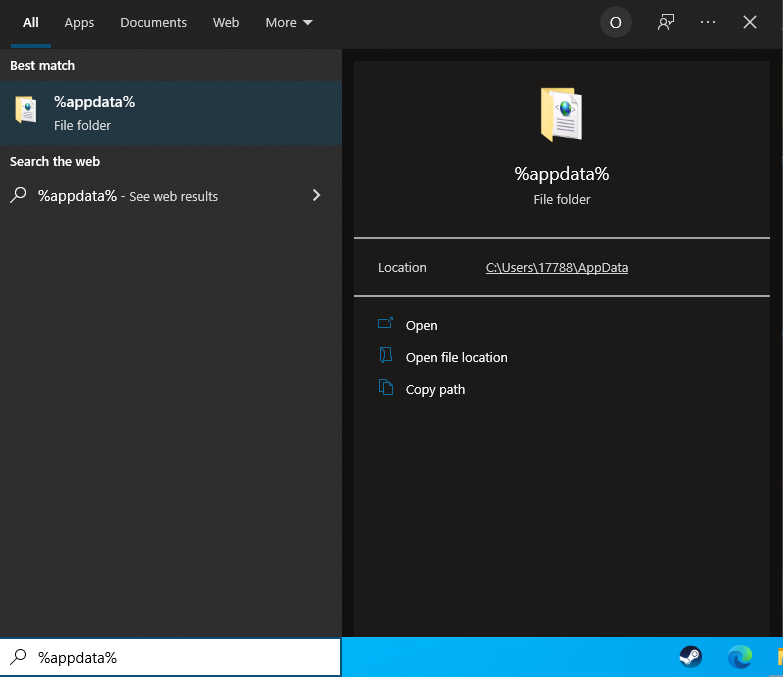 All Apps Documents Web More O
Best match
%appdata%
File folder
Search the web
%appdata% - See web results
%appdata%
File folder
Location C:\Users\17788\AppData
Open
Open file location
Copy path
%appdata%